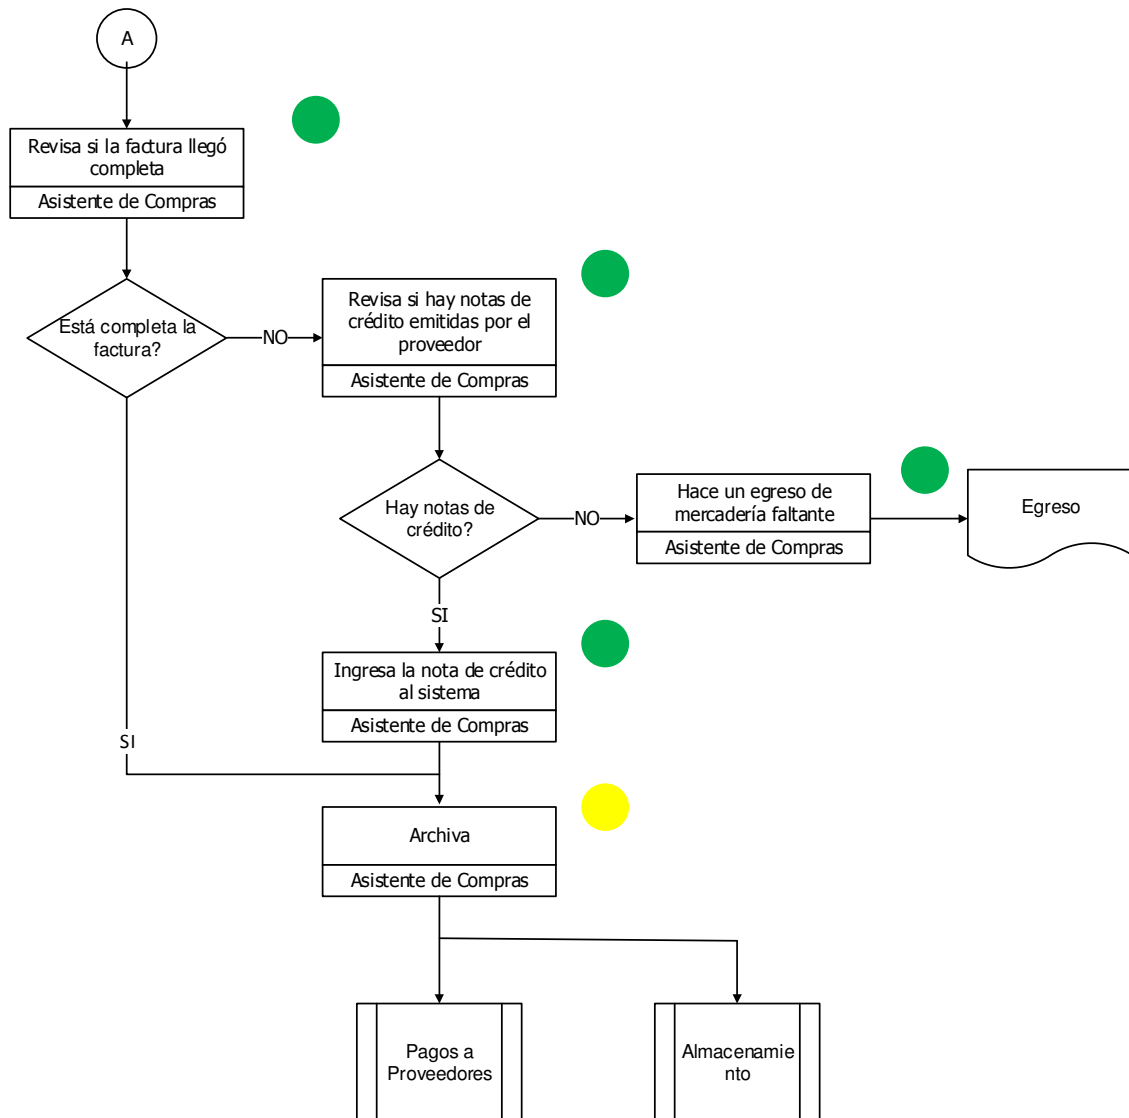 A
Revisa si la factura llegó
completa
Asistente de Compras
Está completa la
factura?
NO
Revisa si hay notas de
crédito emitidas por el
proveedor
Asistente de Compras
Hay notas de
crédito?
NO
Hace un egreso de
mercadería faltante
Asistente de Compras
Egreso
SI
Ingresa la nota de crédito
al sistema
Asistente de Compras
SI
Archiva
Asistente de Compras
Pagos a
Proveedores
Almacenamie
nto